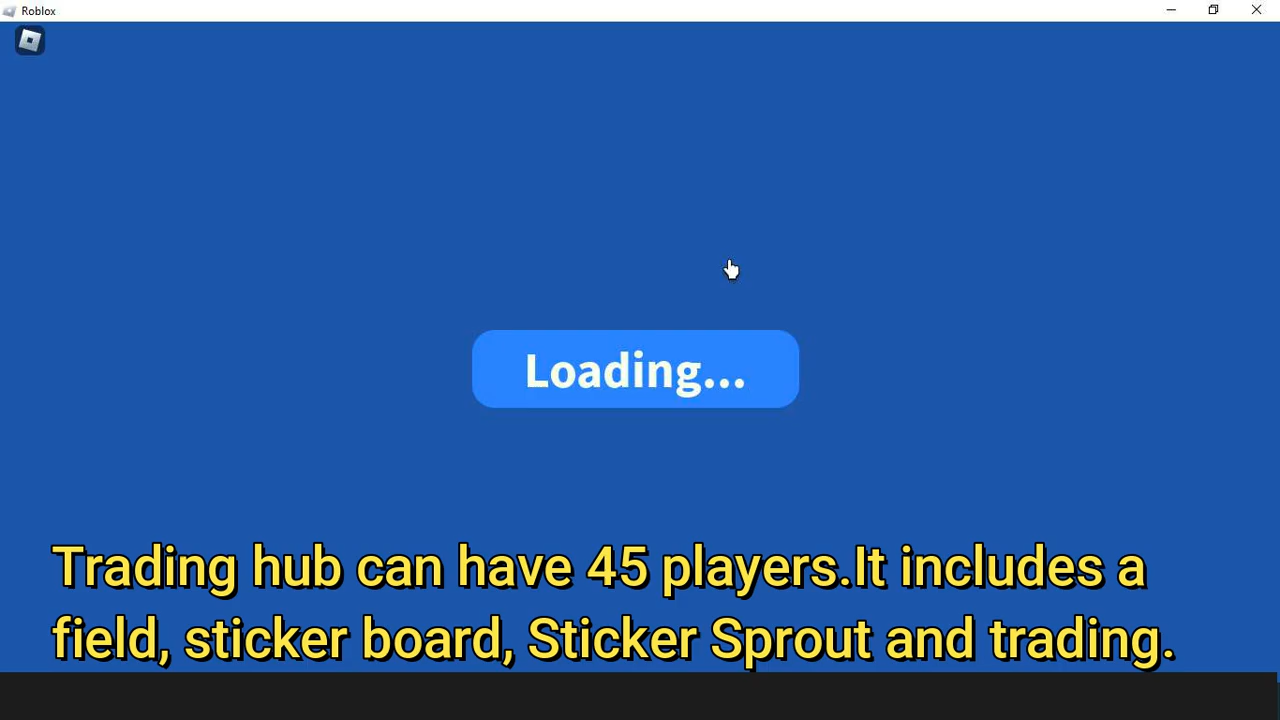 Roblox
Loading...
Trading hub can have 45 players.It includes a
field, sticker board, Sticker Sprout and trading.